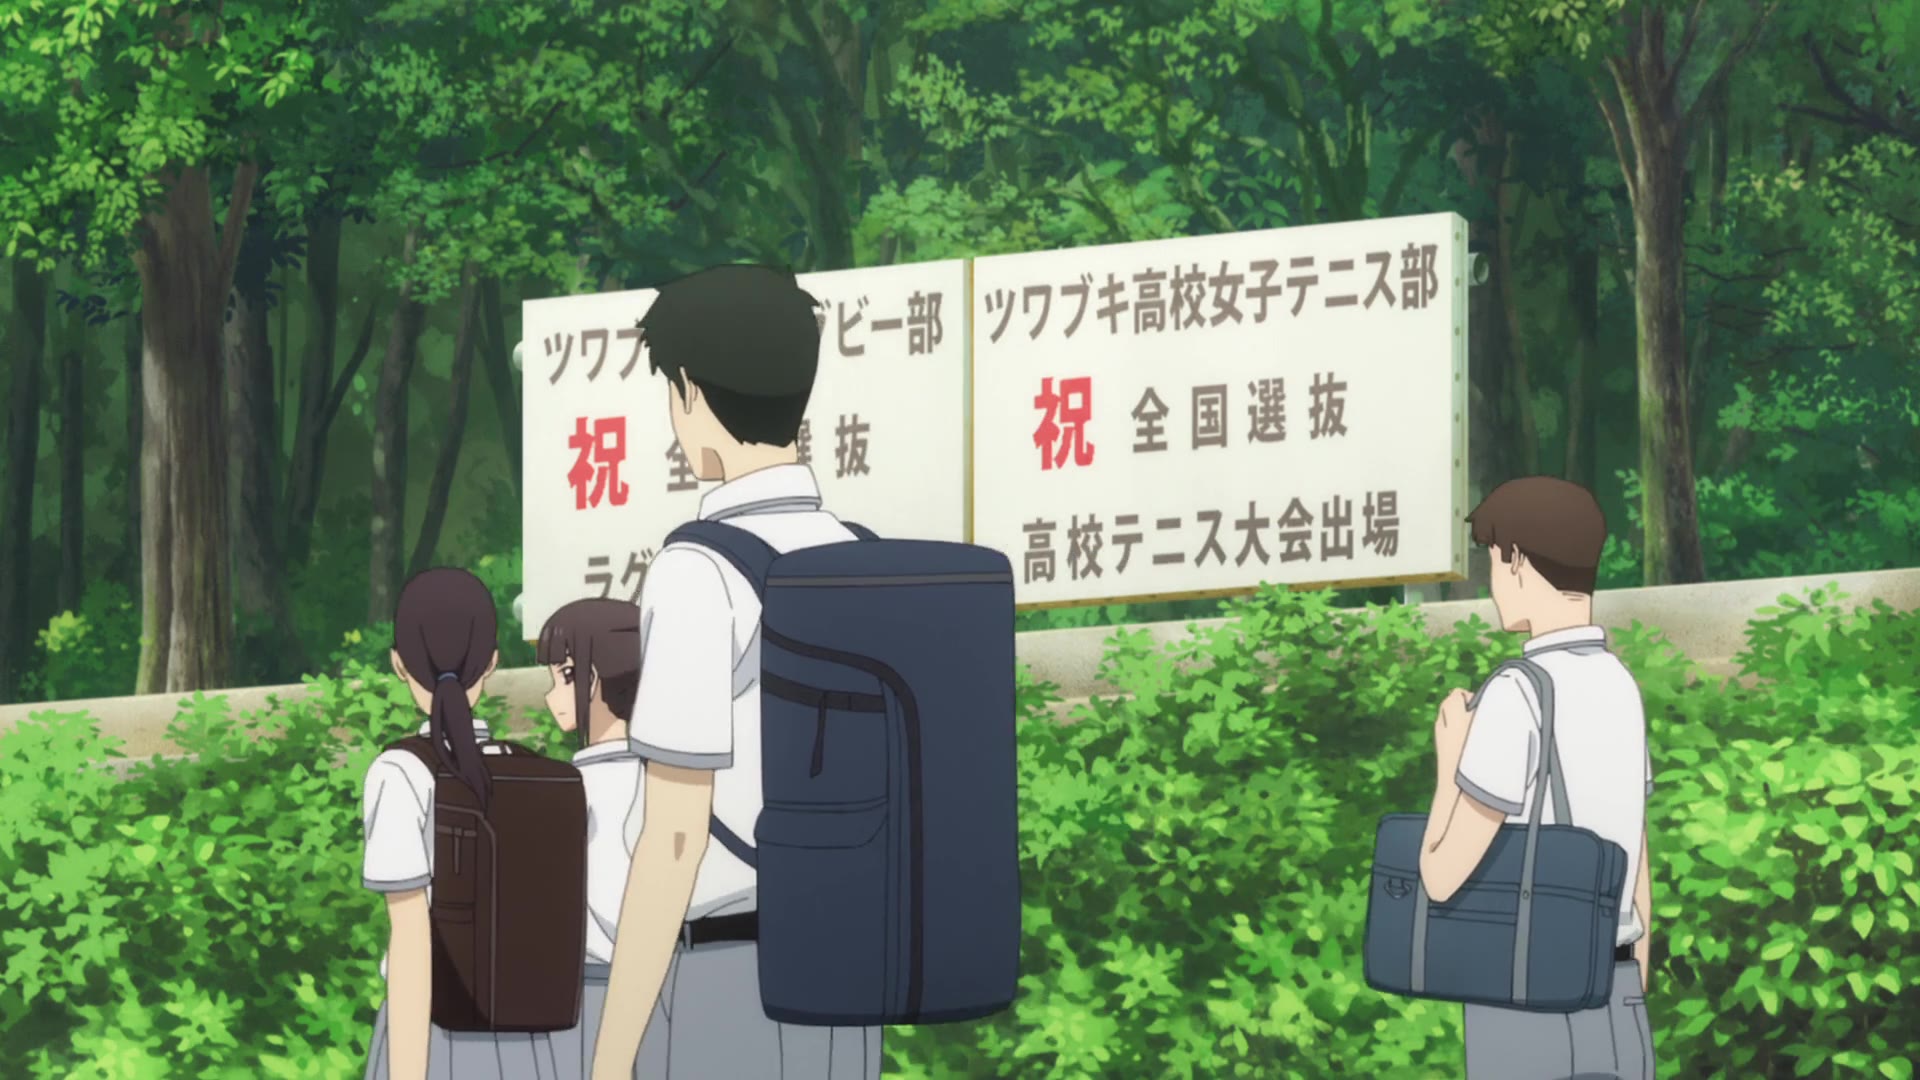 ツワブ ビー部
祝 全 選 抜
ラグ
ツワブキ高校女子テニス部
祝 全国選抜
高校テニス大会出場